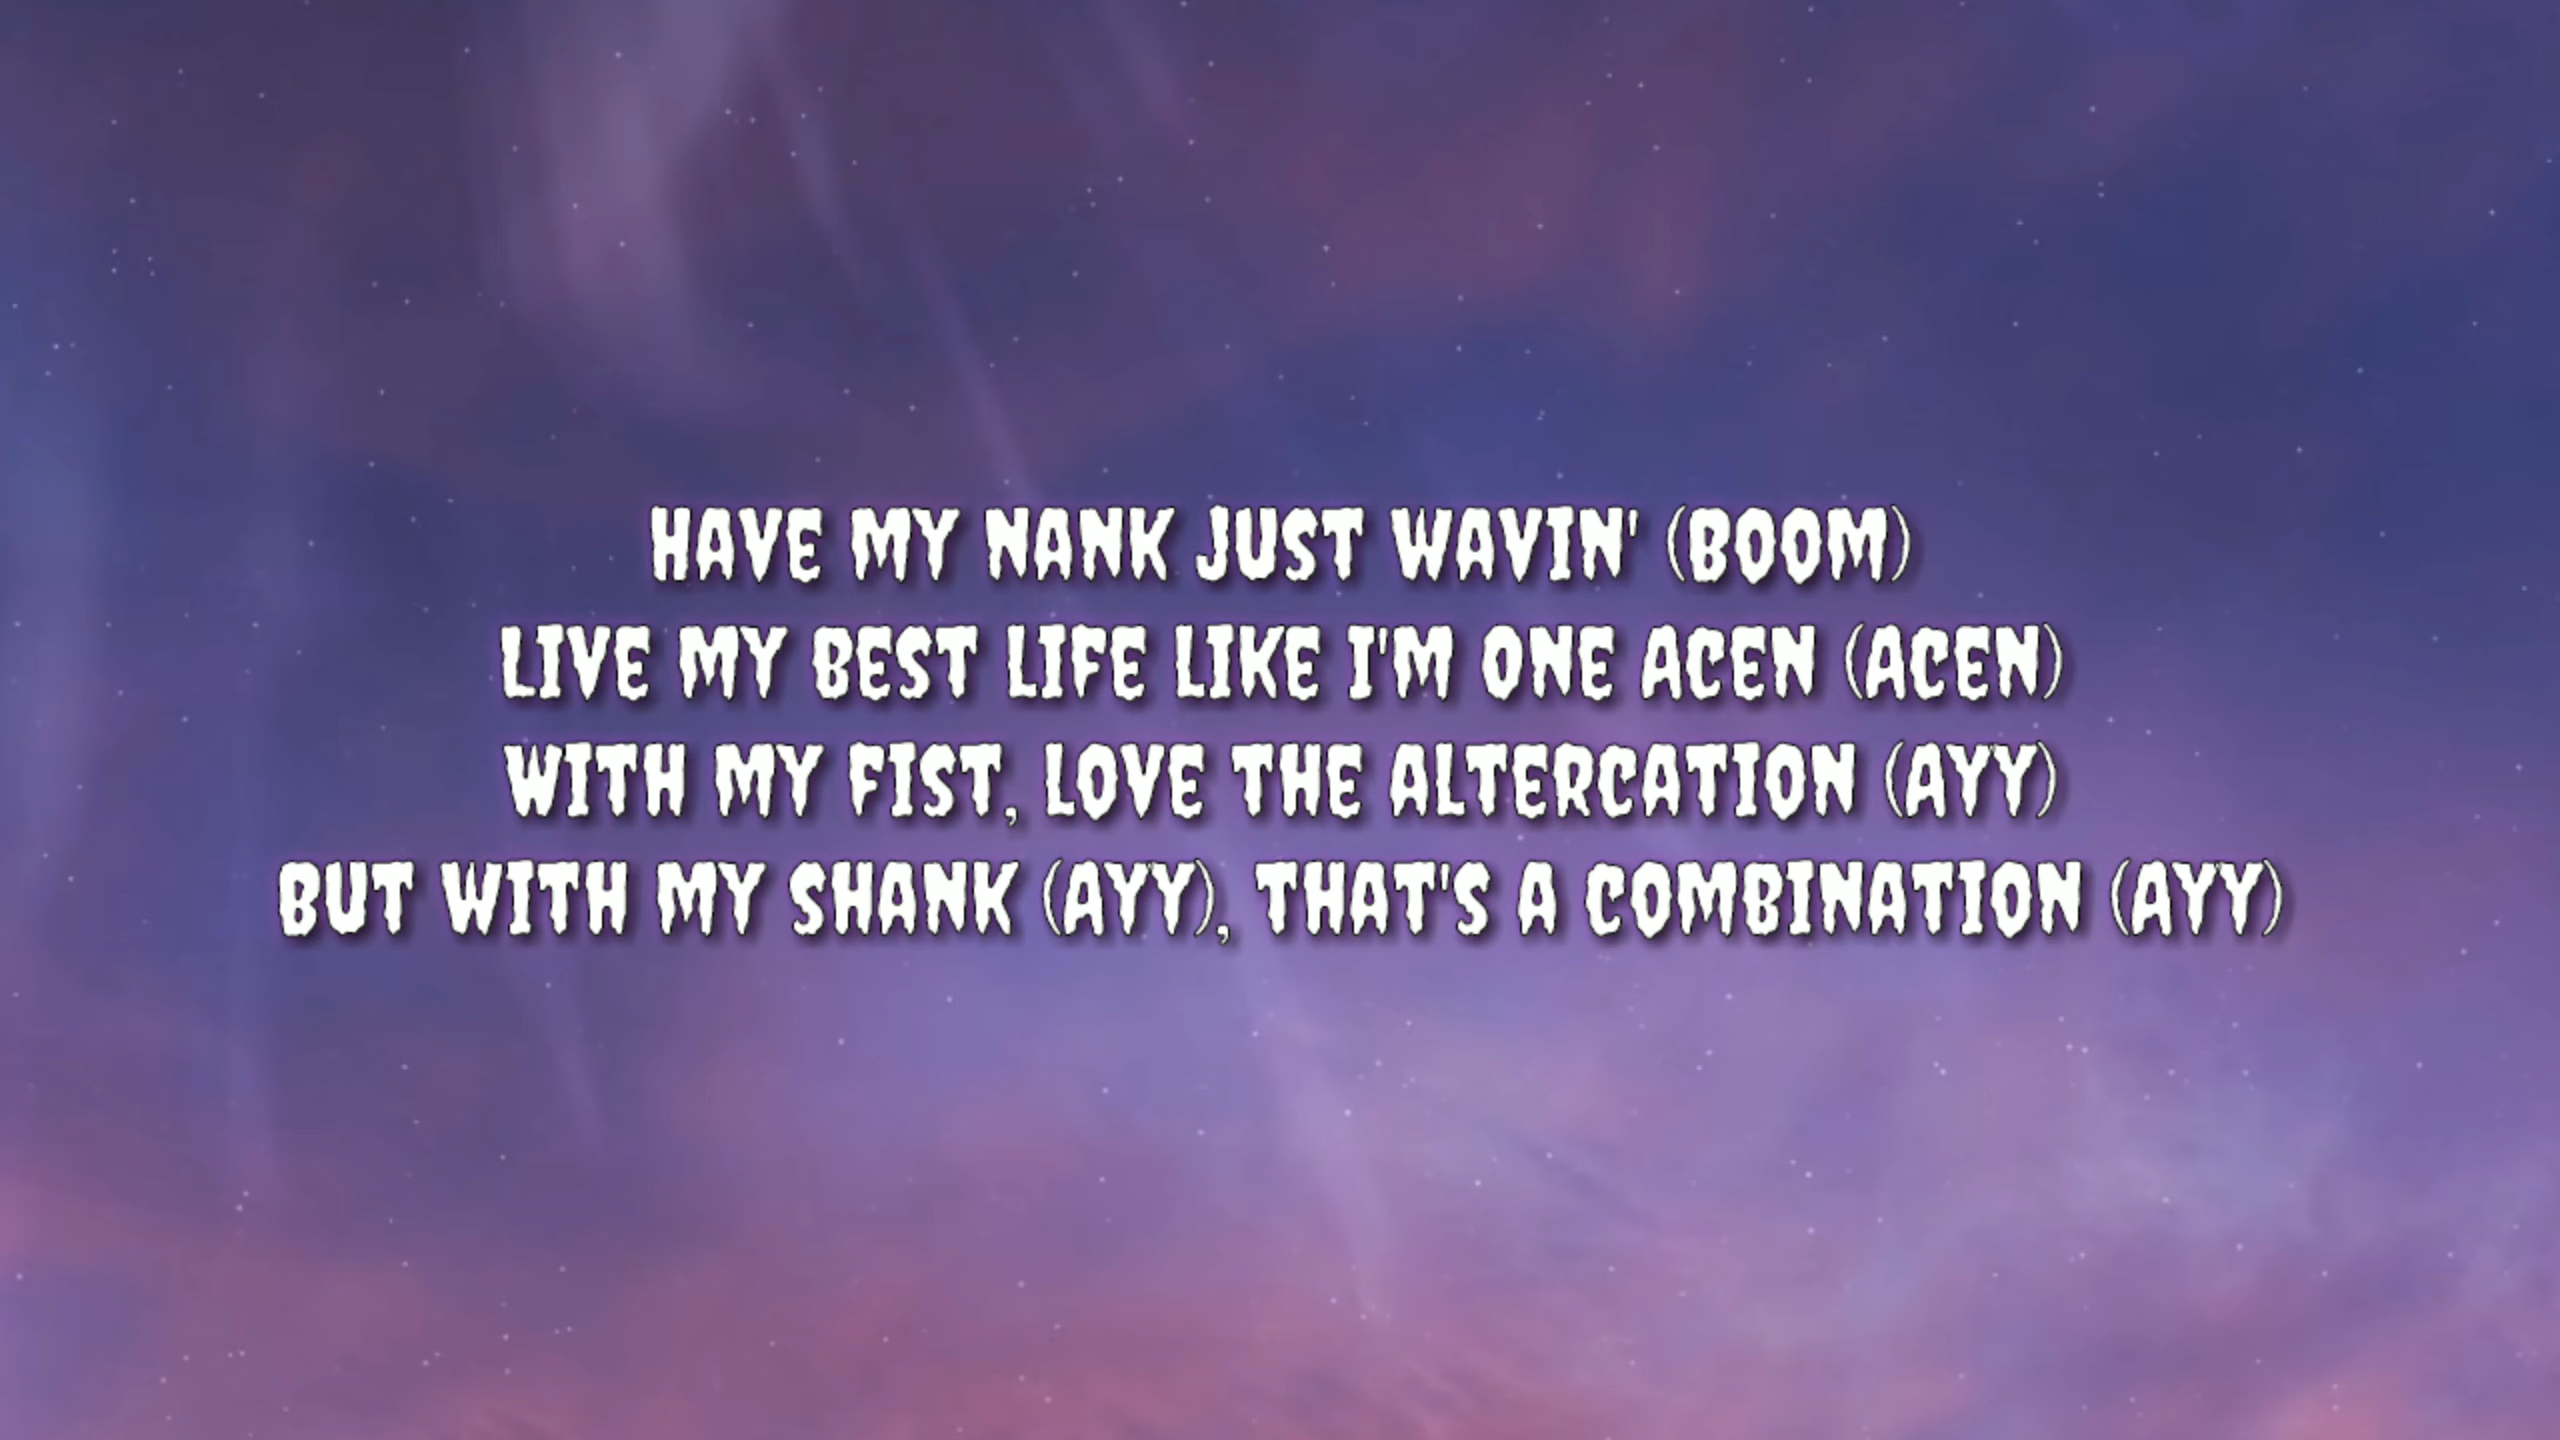 HAVE MY NANK JUST WAVIN' (BOOM)
LIVE MY BEST LIFE LIKE I'M ONE ACEN (ACEN)
WITH MY FIST, LOVE THE ALTERCATION (AYY)
BUT WITH MY SHANK (AYY), THAT'S A COMBINATION (AYY)